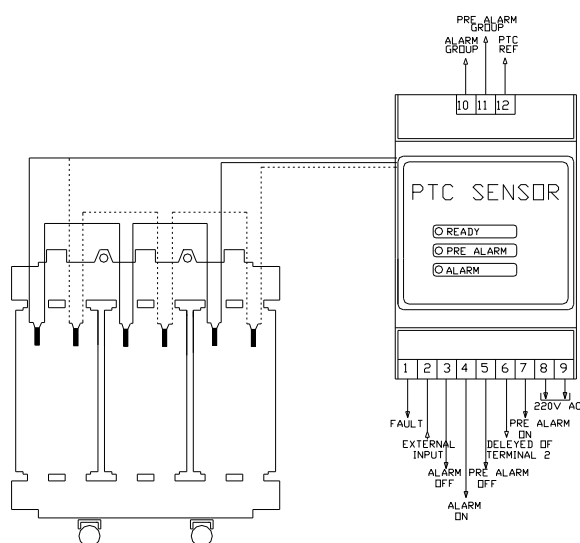 PRE ALARM
GROUP
ALARM
GROUP
PTC
REF
10 11 12
PTC SENSOR
READY
PRE ALARM
ALARM
1 2 3 4 5 6 7 8 9
220V AC
FAULT
PRE ALARM
ON
EXTERNAL
INPUT
DELEYED OF
TERMINAL 2
ALARM
OFF
PRE ALARM
OFF
ALARM
ON